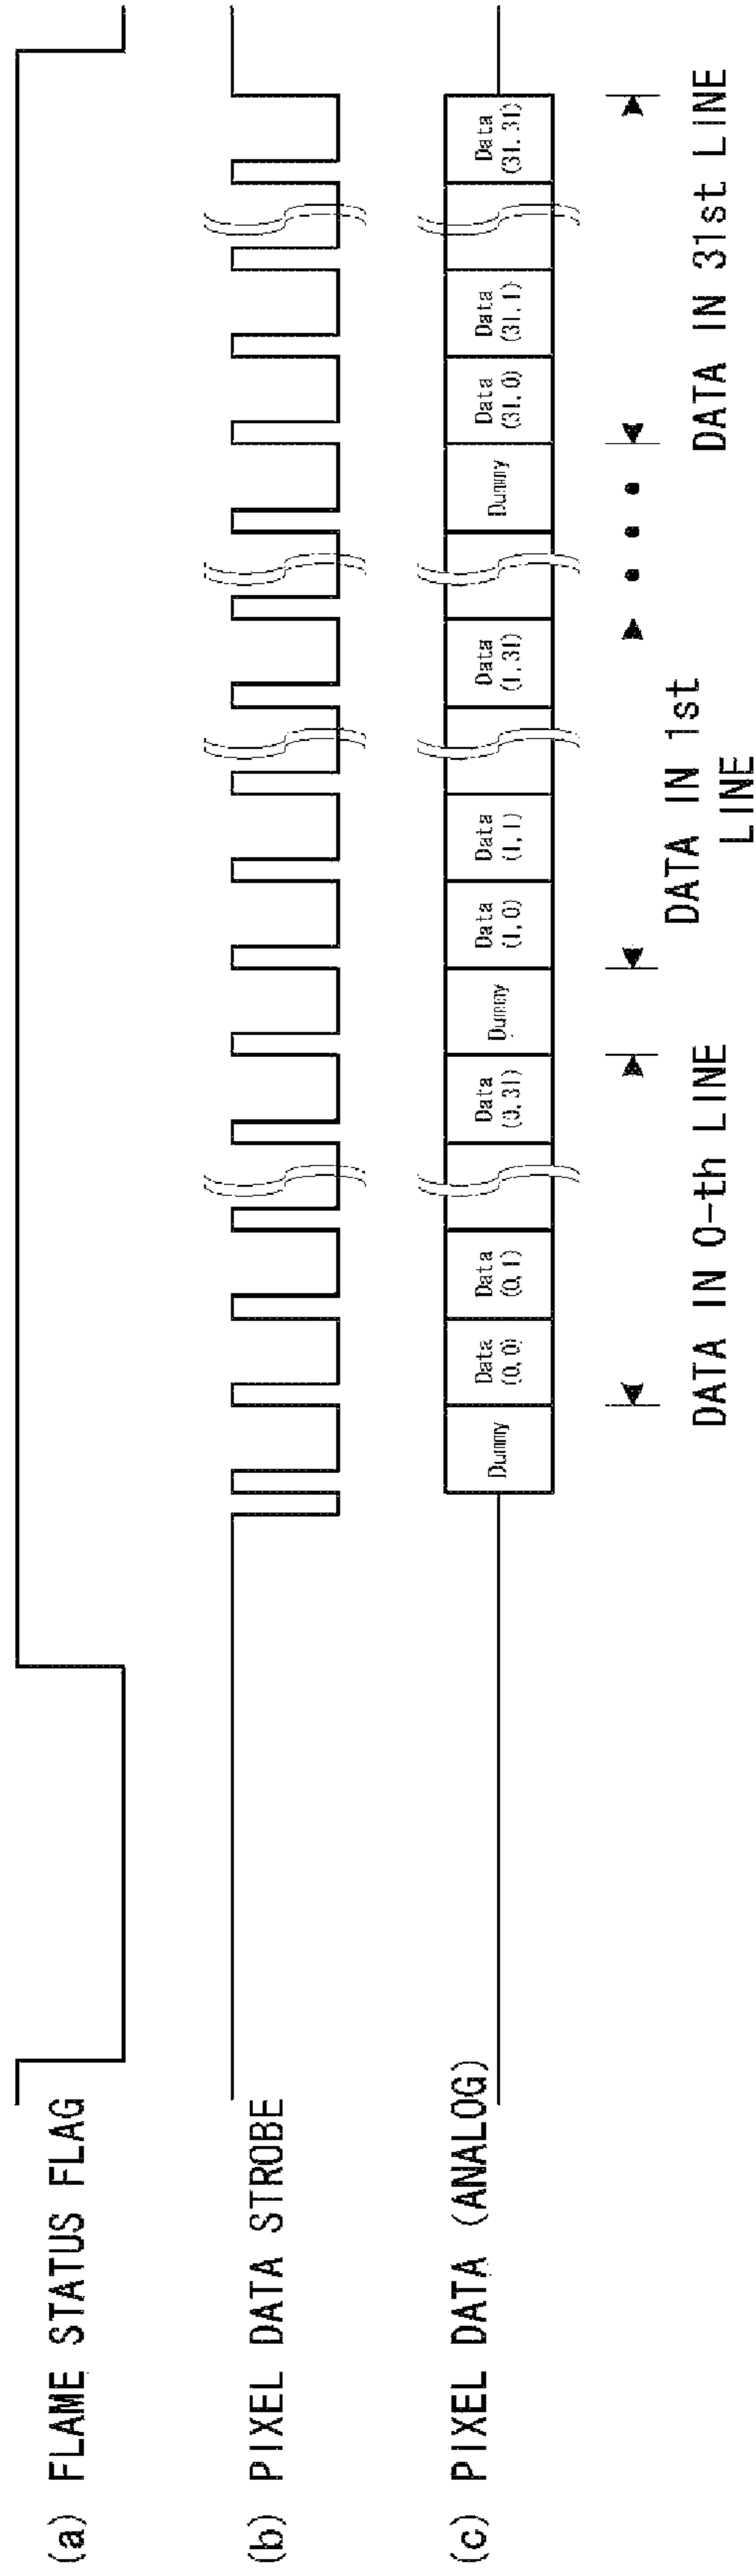 (a) FLAME STATUS FLAG
(b) PIXEL DATA STROBE
(c) PIXEL DATA (ANALOG)
Dummy
Data
(0,0)
Data
(0,1)
Data
(0,31)
Dummy
Data
(1,0)
Data
(1,1)
Data
(1,31)
Dummy
Data
(31,0)
Data
(31,1)
Data
(31,31)
DATA IN 0-th LINE
DATA IN 1st
LINE
DATA IN 31st LINE